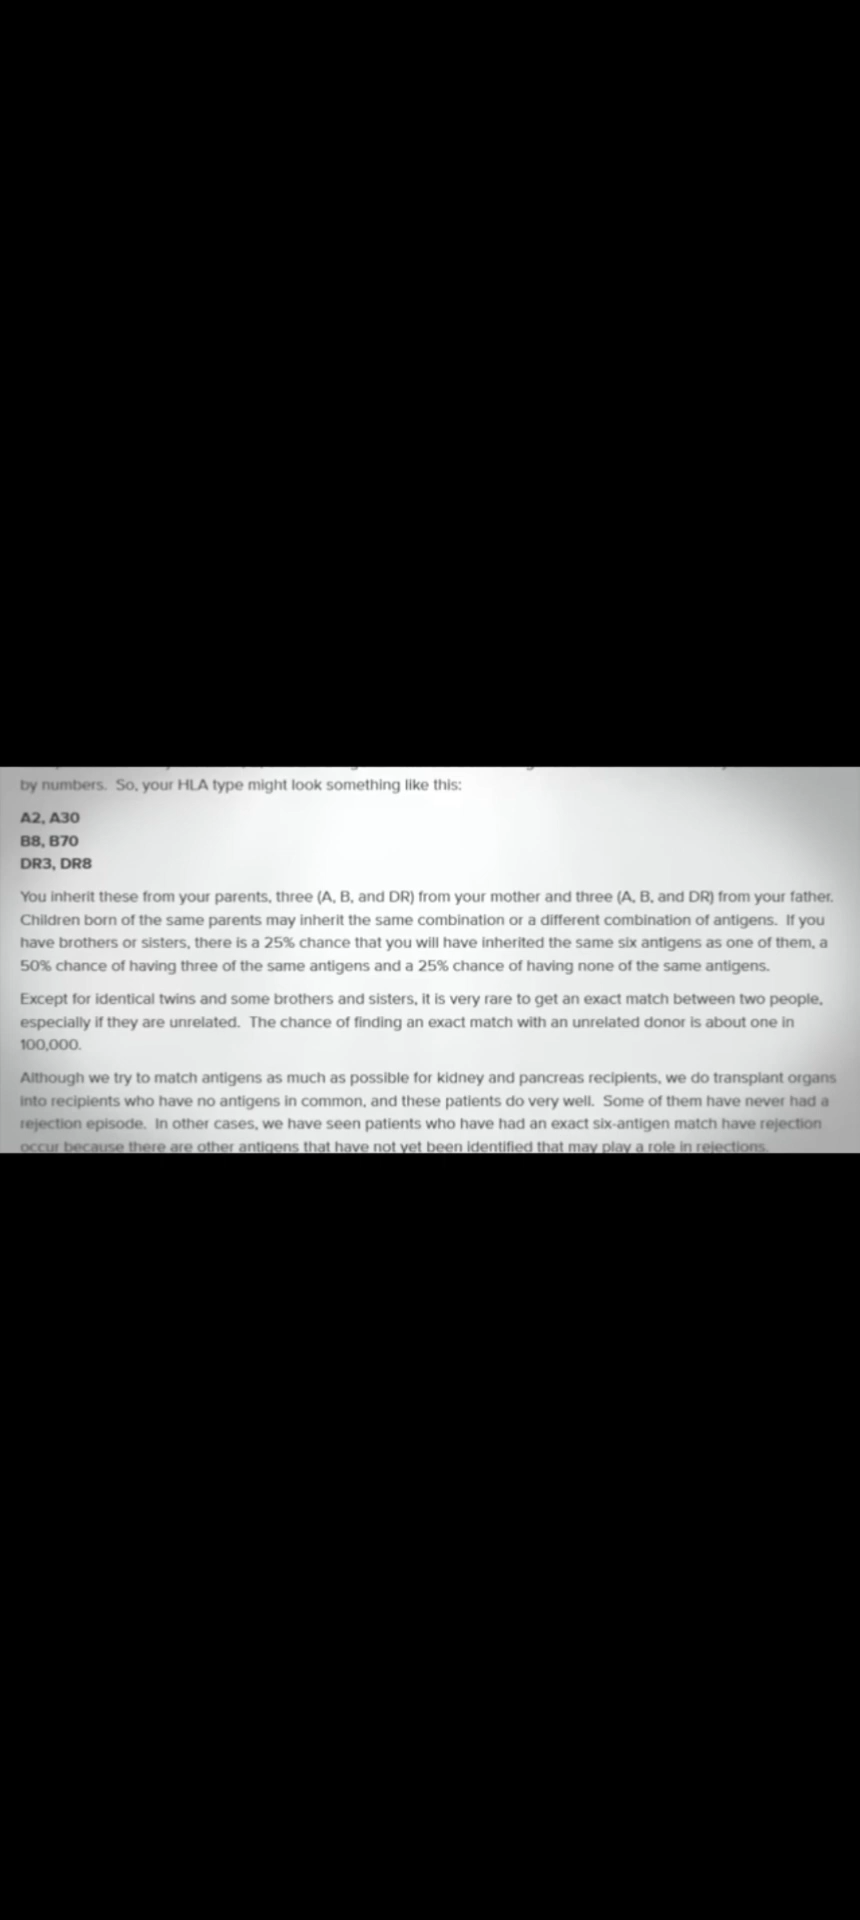 by numbers. So, your HLA type might look something like this:
A2, A30
B8, B70
DR3, DR8
You inherit these from your parents, three (A, B, and DR) from your mother and three (A, B, and DR) from your father.
Children born of the same parents may inherit the same combination or a different combination of antigens. If you
have brothers or sisters, there is a 25% chance that you will have inherited the same six antigens as one of them, a
50% chance of having three of the same antigens and a 25% chance of having none of the same antigens.
Except for identical twins and some brothers and sisters, it is very rare to get an exact match between two people,
especially if they are unrelated. The chance of finding an exact match with an unrelated donor is about one in
100,000.
Although we try to match antigens as much as possible for kidney and pancreas recipients, we do transplant organs
into recipients who have no antigens in common, and these patients do very well. Some of them have never had a
rejection episode. In other cases, we have seen patients who have had an exact six-antigen match have rejection
occur because there are other antigens that have not yet been identified that may play a role in rejections.